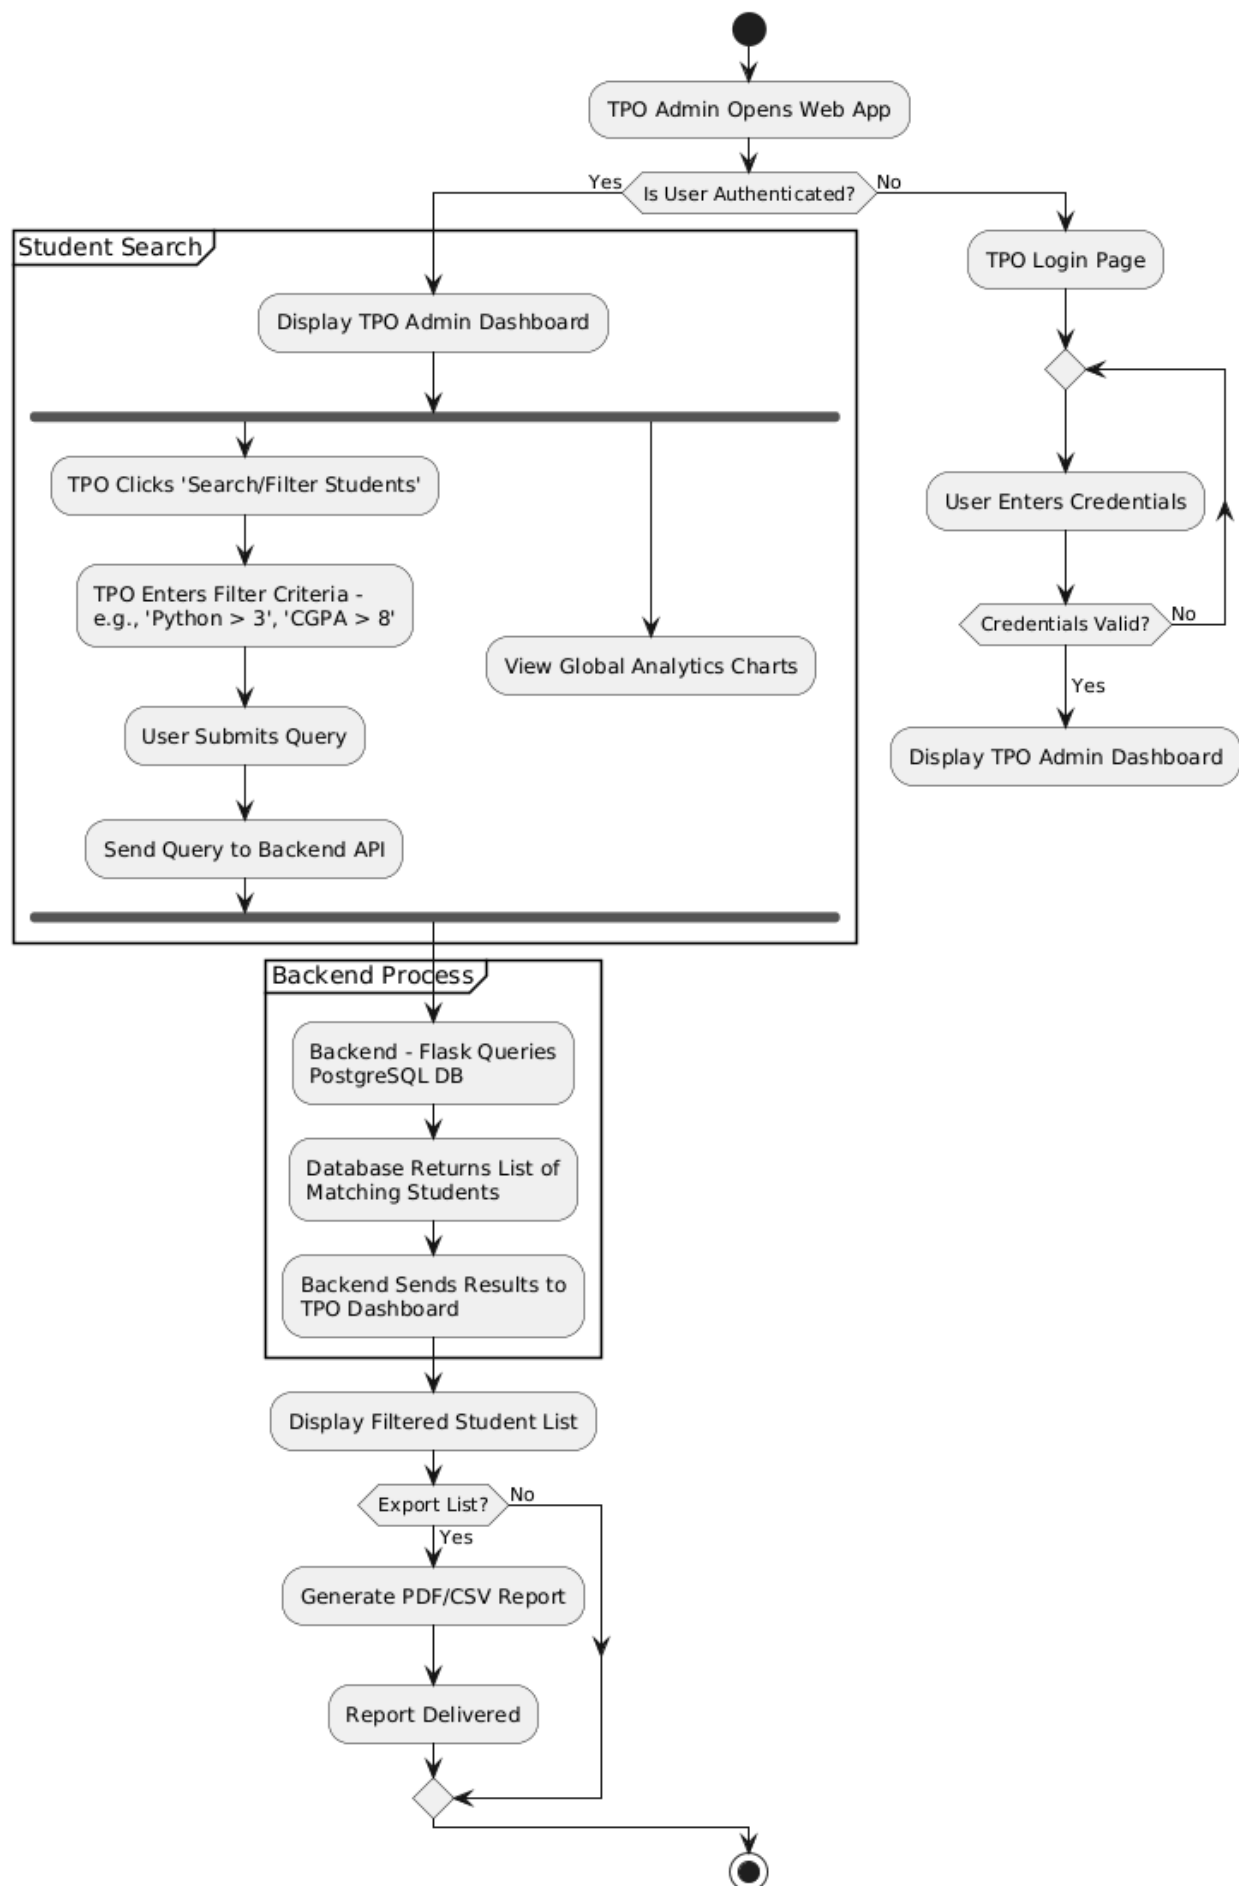 TPO Admin Opens Web App
Yes
Is User Authenticated?
No
Student Search
TPO Login Page
Display TPO Admin Dashboard
TPO Clicks 'Search/Filter Students'
User Enters Credentials
TPO Enters Filter Criteria -
e.g., 'Python > 3', 'CGPA > 8'
Credentials Valid?
No
View Global Analytics Charts
Yes
User Submits Query
Display TPO Admin Dashboard
Send Query to Backend API
Backend Process
Backend - Flask Queries
PostgreSQL DB
Database Returns List of
Matching Students
Backend Sends Results to
TPO Dashboard
Display Filtered Student List
Export List?
No
Yes
Generate PDF/CSV Report
Report Delivered